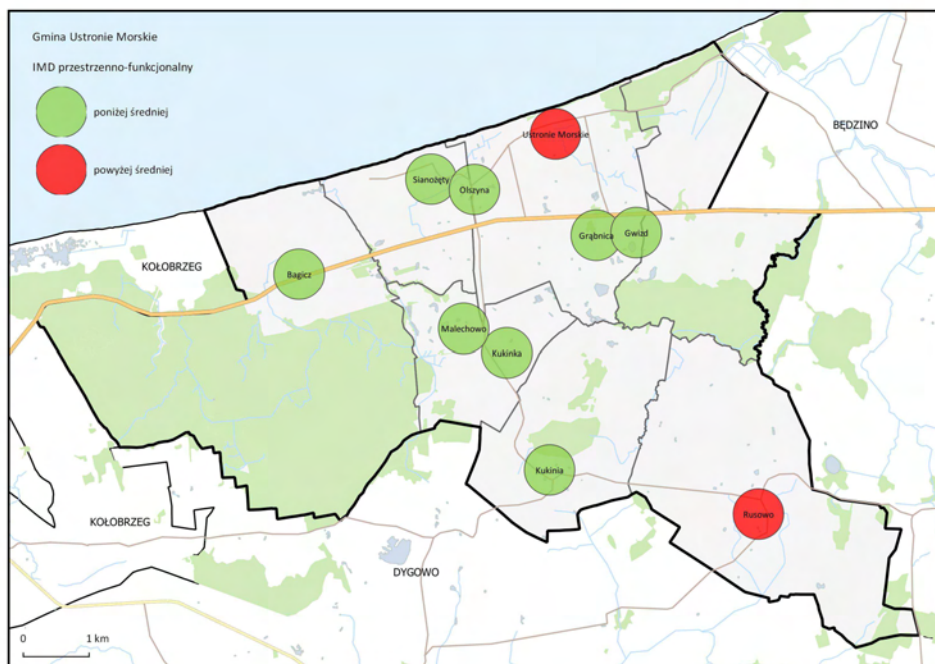 Gmina Ustronie Morskie
IMD przestrzenno-funkcjonalny
poniżej średniej
powyżej średniej
BĘDZINO
Ustronie Morskie
Sianożęty
Olszyna
Grąbnica
Gwizd
KOŁOBRZEG
Bagicz
Malechowo
Kukinka
Kukinia
Rusowo
KOŁOBRZEG
DYGOWO
0 1 km